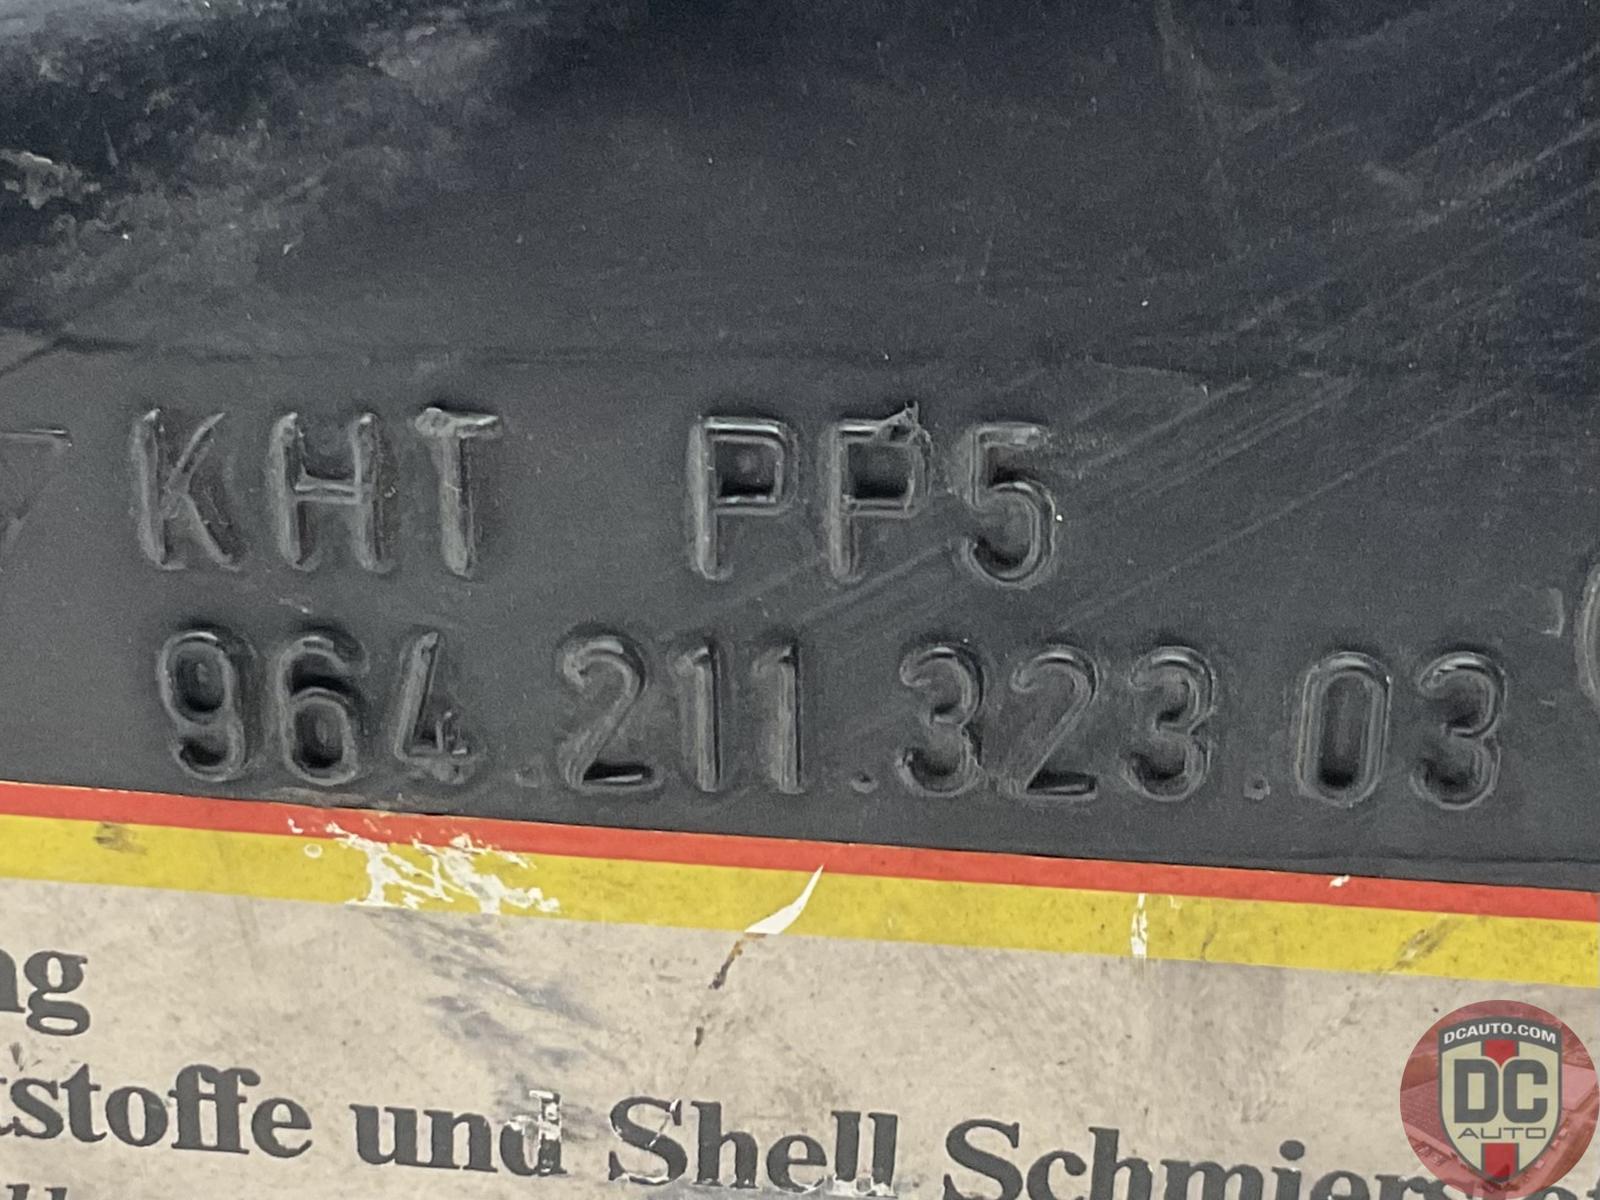 KHT PP5
964.211.323.03
ng
tstoffe und Shell Schmier
DCAUTO.COM
DC
AUTO